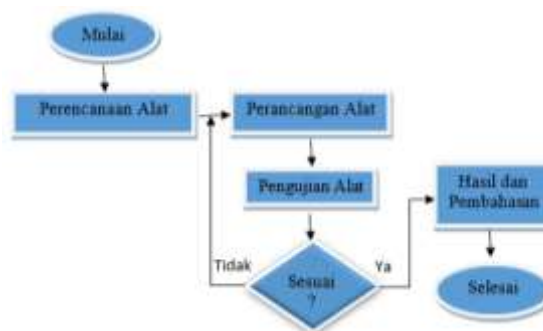 Mulai
Perencanaan Alat
Perancangan Alat
Pengujian Alat
Sesuai
?
Tidak
Ya
Hasil dan
Pembahasan
Selesai